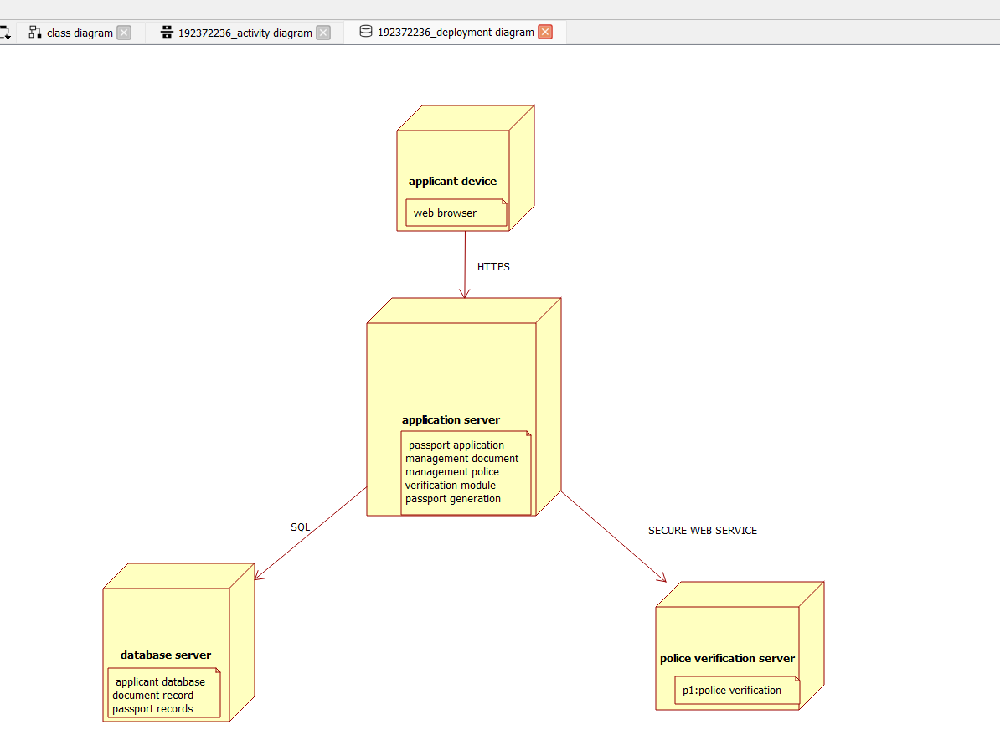 class diagram
192372236_activity diagram
192372236_deployment diagram
applicant device
web browser
HTTPS
application server
passport application
management document
management police
verification module
passport generation
SQL
SECURE WEB SERVICE
database server
applicant database
document record
passport records
police verification server
p1:police verification